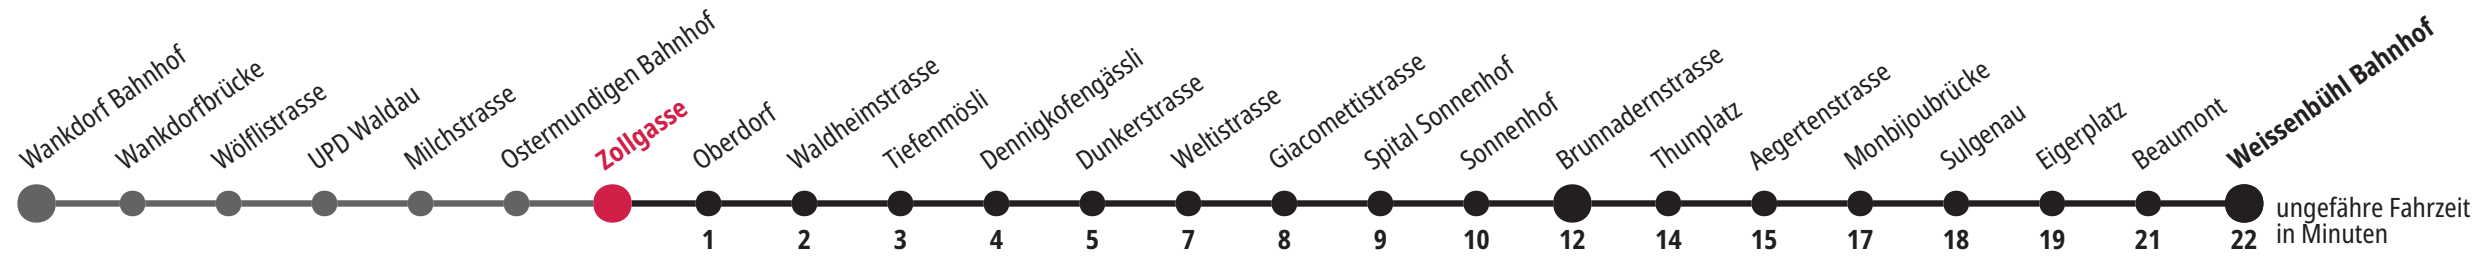 Wankdorf Bahnhof
Wankdorfbrücke
Wölflistrasse
UPD Waldau
Milchstrasse
Ostermundigen Bahnhof
Zollgasse
Oberdorf
Waldheimstrasse
Tiefenmösli
Dennigkofengässli
Dunkerstrasse
Weltistrasse
Giacomettistrasse
Spital Sonnenhof
Sonnenhof
Brunnadernstrasse
Thunplatz
Aegertenstrasse
Monbijoubrücke
Sulgenau
Eigerplatz
Beaumont
Weissenbühl Bahnhof
1 2 3 4 5 7 8 9 10 12 14 15 17 18 19 21 22
ungefähre Fahrzeit
in Minuten